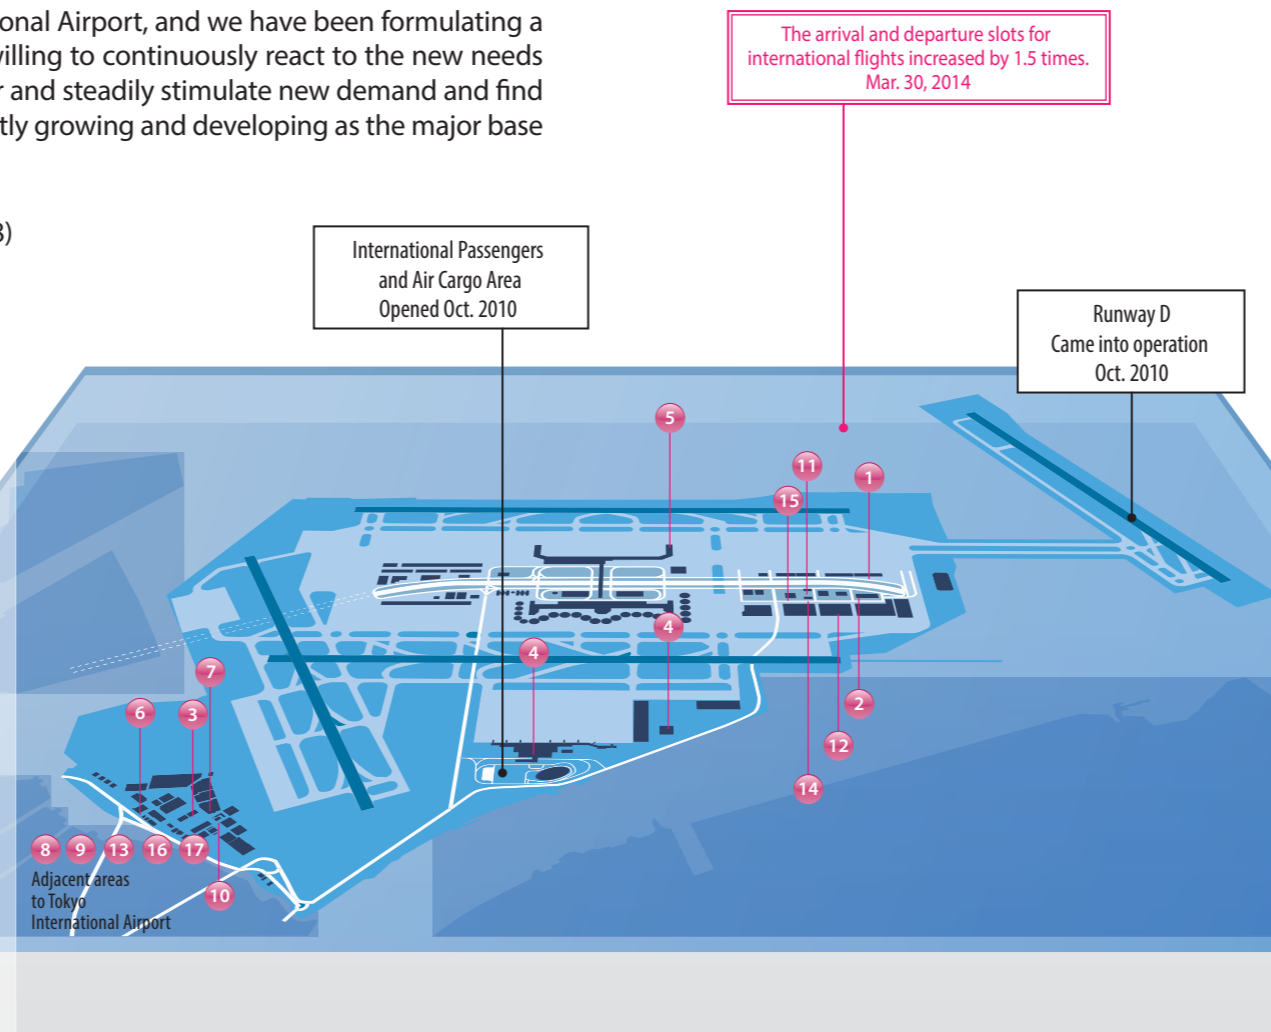 onal Airport, and we have been formulating a
villing to continuously react to the new needs
r and steadily stimulate new demand and find
tly growing and developing as the major base
3)
The arrival and departure slots for
international flights increased by 1.5 times.
Mar. 30, 2014
International Passengers
and Air Cargo Area
Opened Oct. 2010
Runway D
Came into operation
Oct. 2010
5
11
1
15
4
4
7
6
3
2
12
14
8 9 13 16 17
10
Adjacent areas
to Tokyo
International Airport